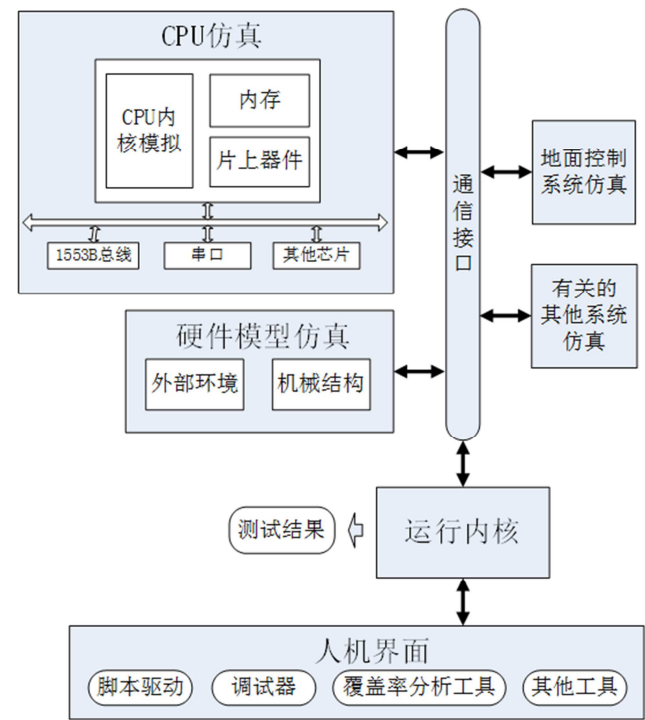 CPU仿真
CPU内
核模拟
内存
片上器件
1553B总线
串口
其他芯片
通
信
接
口
地面控制
系统仿真
有关的
其他系统
仿真
硬件模型仿真
外部环境
机械结构
测试结果
运行内核
人机界面
脚本驱动
调试器
覆盖率分析工具
其他工具